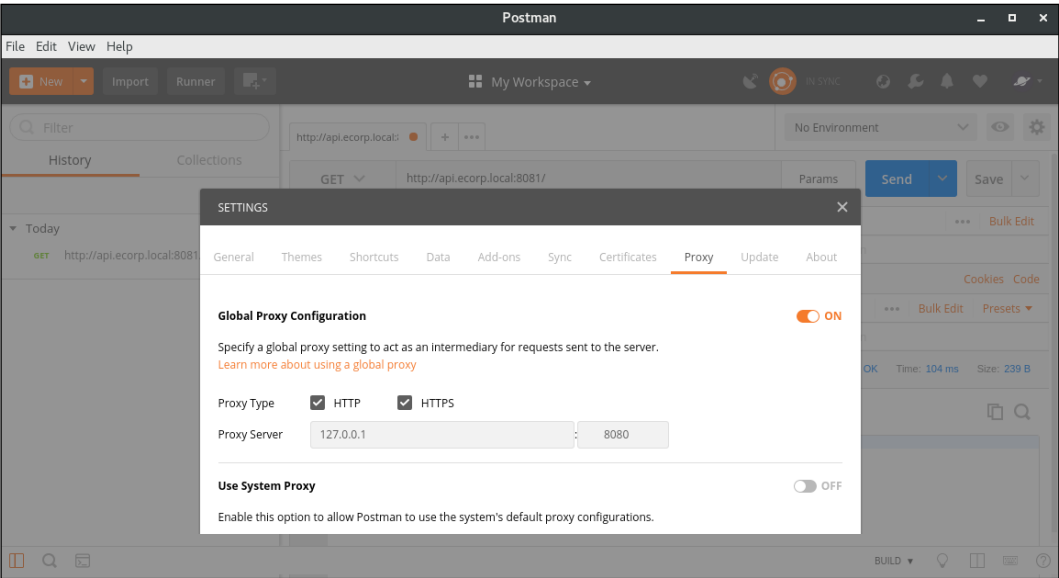 Postman
File Edit View Help
New Import Runner My Workspace IN SYNC
Filter
History Collections
Today
GET http://api.ecorp.local:8081
http://api.ecorp.local: + •••
No Environment
GET http://api.ecorp.local:8081/ Params Send Save
••• Bulk Edit
Cookies Code
••• Bulk Edit Presets
OK Time: 104 ms Size: 239 B
SETTINGS
General Themes Shortcuts Data Add-ons Sync Certificates Proxy Update About
Global Proxy Configuration ON
Specify a global proxy setting to act as an intermediary for requests sent to the server.
Learn more about using a global proxy
Proxy Type HTTP HTTPS
Proxy Server 127.0.0.1 : 8080
Use System Proxy OFF
Enable this option to allow Postman to use the system's default proxy configurations.
BUILD